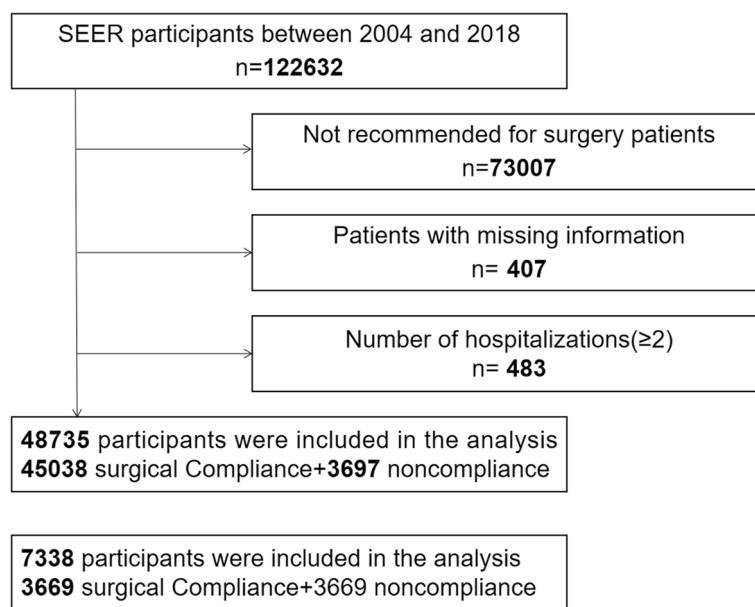 SEER participants between 2004 and 2018
n=122632
Not recommended for surgery patients
n=73007
Patients with missing information
n= 407
Number of hospitalizations(≥2)
n= 483
48735 participants were included in the analysis
45038 surgical Compliance+3697 noncompliance
7338 participants were included in the analysis
3669 surgical Compliance+3669 noncompliance